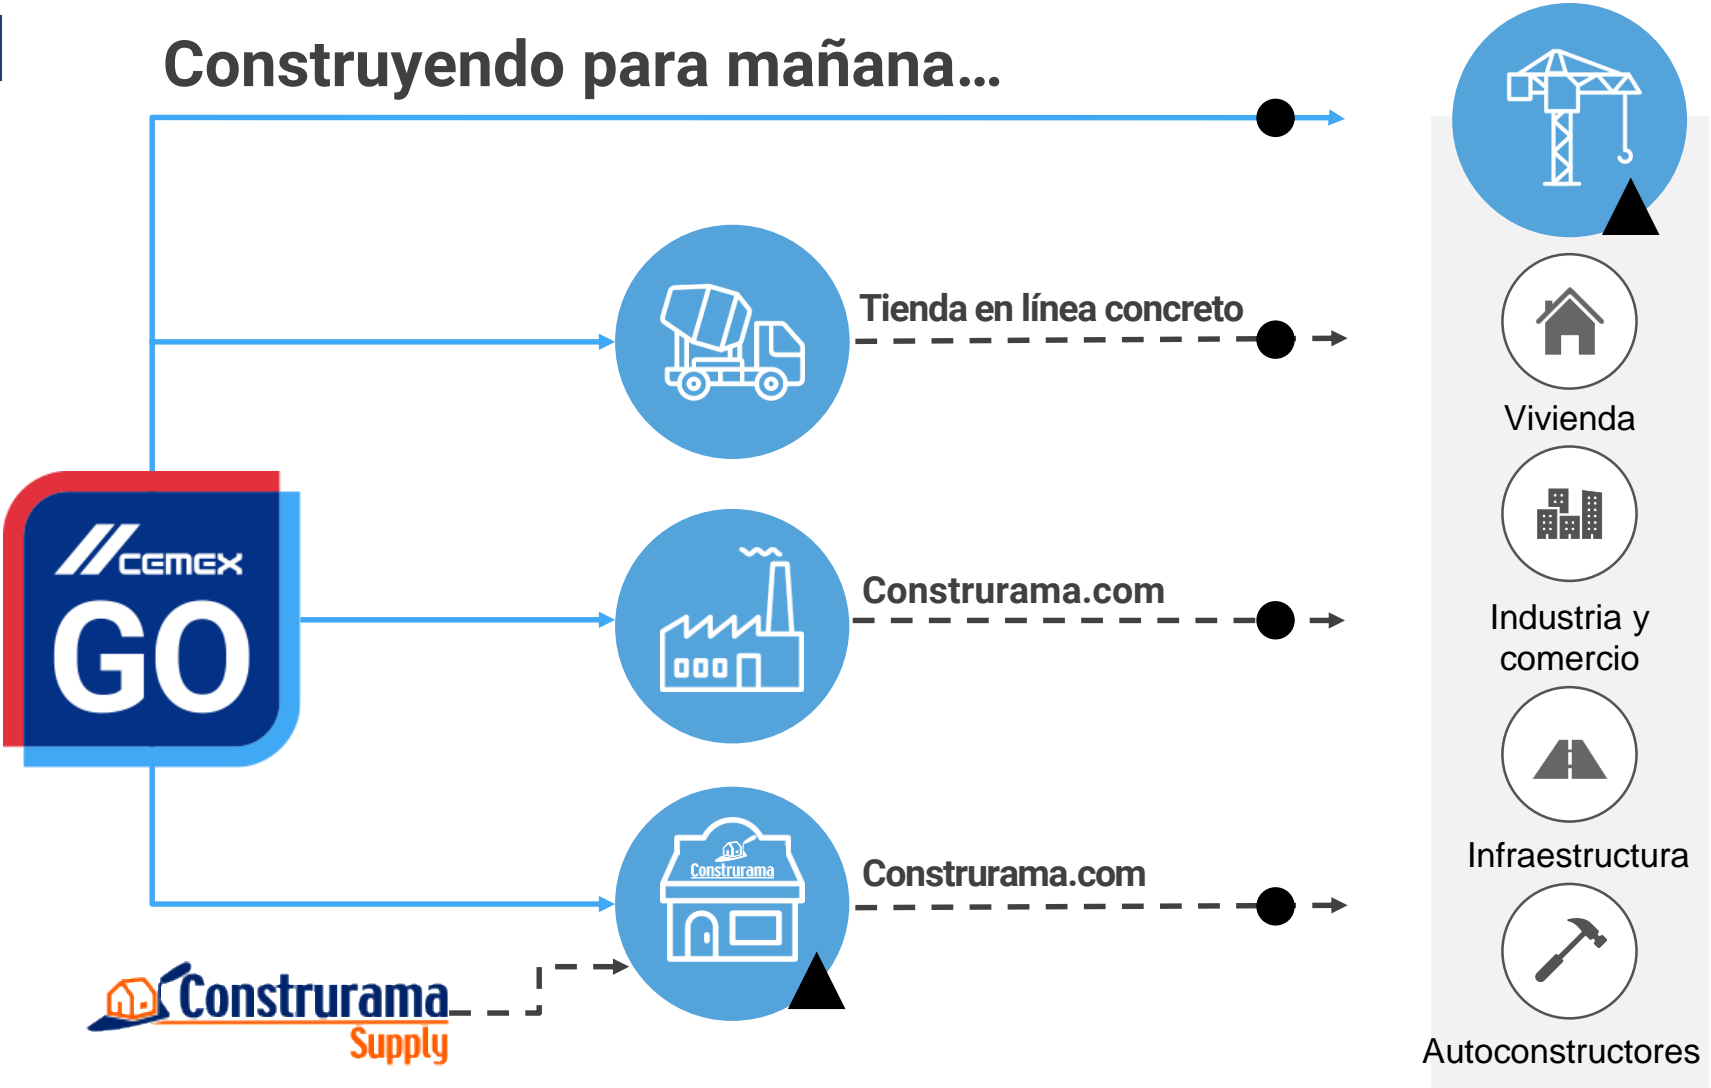 Construyendo para mañana...
Tienda en línea concreto
Vivienda
CEMEX
GO
Construrama.com
Industria y
comercio
Construrama
Construrama.com
Infraestructura
Construrama
Supply
Autoconstructores